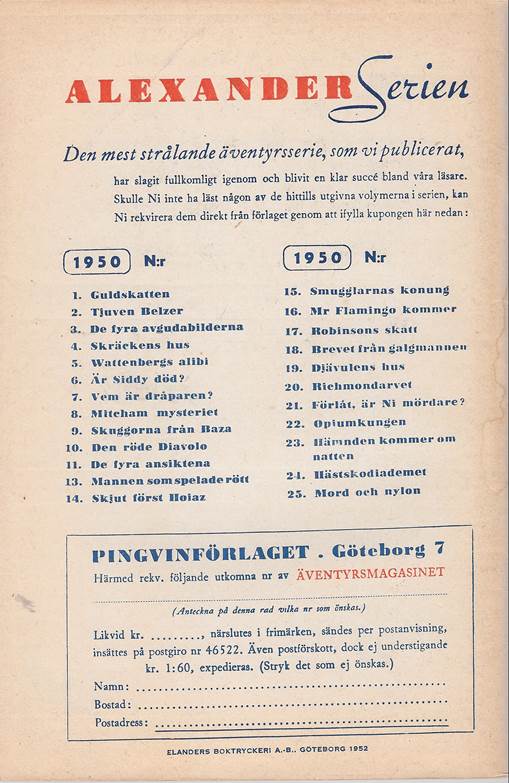 ALEXANDER Serien
Den mest strålande äventyrsserie, som vi publicerat,
har slagit fullkomligt igenom och blivit en klar succé bland våra läsare.
Skulle Ni inte ha läst någon av de hittills utgivna volymerna i serien, kan
Ni rekvirera dem direkt från förlaget genom att ifylla kupongen här nedan:
1950 N:r
1. Guldskatten
2. Tjuven Belzer
3. De fyra avgudabilderna
4. Skräckens hus
5. Wattenbergs alibi
6. Är Siddy död?
7. Vem är dråparen?
8. Mitcham mysteriet
9. Skuggorna från Baza
10. Den röde Diavolo
11. De fyra ansiktena
13. Mannen som spelade rött
14. Skjut först Hoiaz
1950 N:r
15. Smugglarnas konung
16. Mr Flamingo kommer
17. Robinsons skatt
18. Brevet från galgmannen
19. Djävulens hus
20. Richmondarvet
21. Förlåt, är Ni mördare?
22. Opiumkungen
23. Hämnden kommer om
natten
24. Hästskodiademet
25. Mord och nylon
PINGVINFÖRLAGET . Göteborg 7
Härmed rekv. följande utkomna nr av ÄVENTYRSMAGASINET
(Anteckna på denna rad vilka nr som önskas.)
Likvid kr. ........., närslutes i frimärken, sändes per postanvisning,
insättes på postgiro nr 46522. Även postförskott, dock ej understigande
kr. 1:60, expedieras. (Stryk det som ej önskas.)
Namn: ..................................................
Bostad: ..................................................
Postadress: ..................................................
ELANDERS BOKTRYCKERI A.-B.. GÖTEBORG 1952